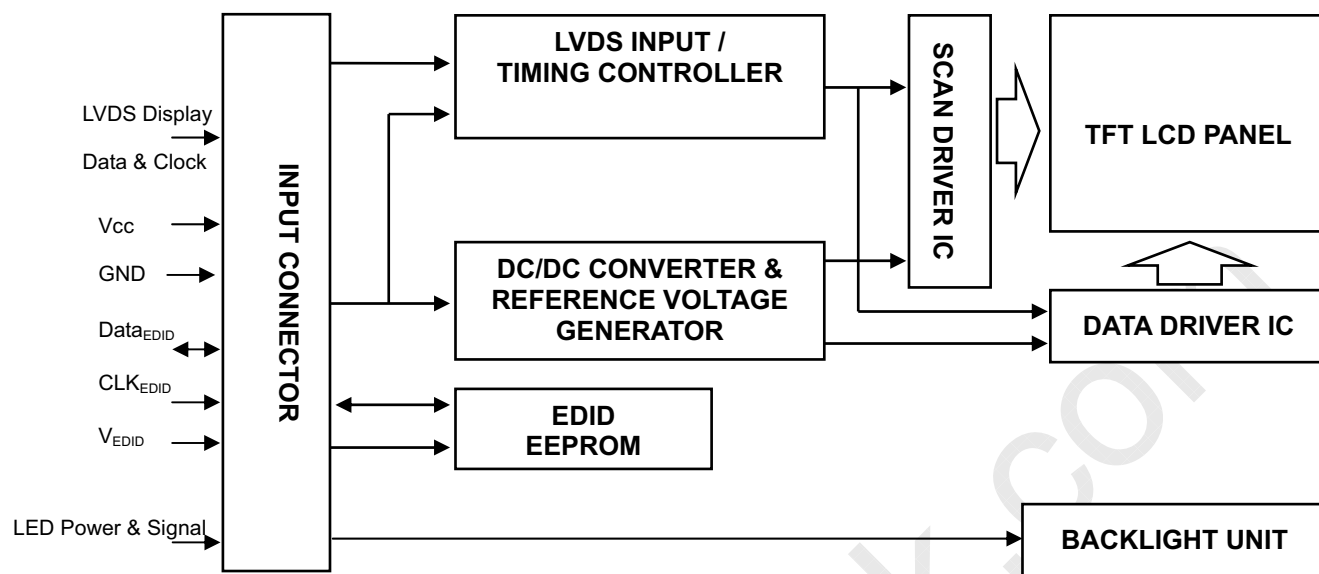 LVDS Display
Data & Clock
Vcc
GND
DataEDID
CLKEDID
VEDID
LED Power & Signal
INPUT CONNECTOR
LVDS INPUT /
TIMING CONTROLLER
DC/DC CONVERTER &
REFERENCE VOLTAGE
GENERATOR
EDID
EEPROM
SCAN DRIVER IC
TFT LCD PANEL
DATA DRIVER IC
BACKLIGHT UNIT